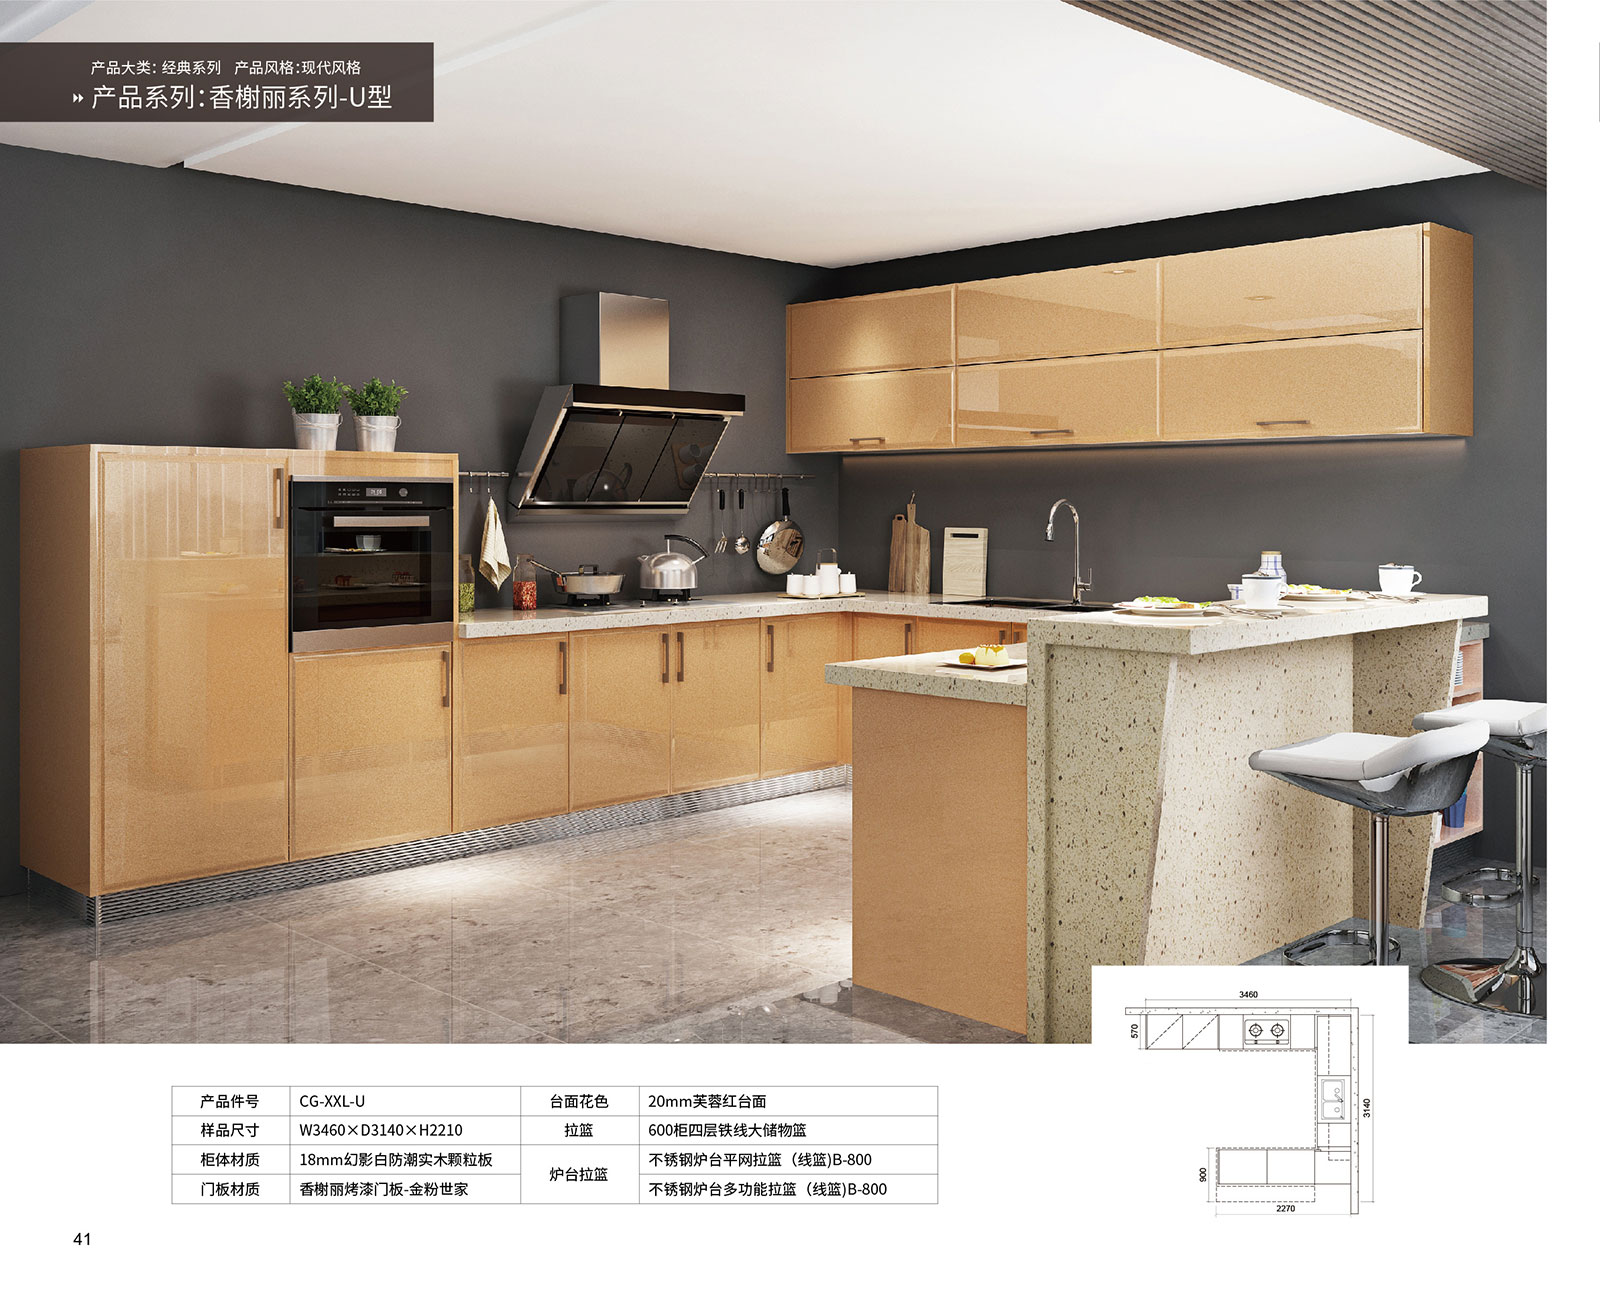 产品大类: 经典系列 产品风格:现代风格
产品系列:香榭丽系列-U型
3460
570
3140
900
2270
产品件号 CG-XXL-U 台面花色 20mm芙蓉红台面
样品尺寸 W3460×D3140×H2210 拉篮 600柜四层铁线大储物篮
柜体材质 18mm幻影白防潮实木颗粒板 炉台拉篮 不锈钢炉台平网拉篮（线篮)B-800
门板材质 香榭丽烤漆门板-金粉世家 不锈钢炉台多功能拉篮（线篮)B-800
41